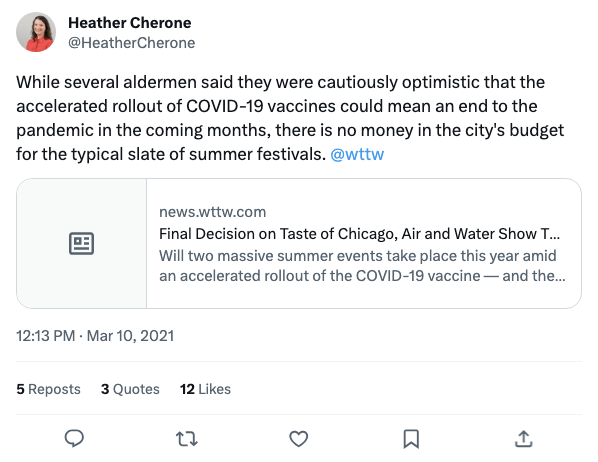 Heather Cherone
@HeatherCherone
While several aldermen said they were cautiously optimistic that the
accelerated rollout of COVID-19 vaccines could mean an end to the
pandemic in the coming months, there is no money in the city's budget
for the typical slate of summer festivals. @wttw
news.wttw.com
Final Decision on Taste of Chicago, Air and Water Show T...
Will two massive summer events take place this year amid
an accelerated rollout of the COVID-19 vaccine — and the...
12:13 PM · Mar 10, 2021
5 Reposts 3 Quotes 12 Likes